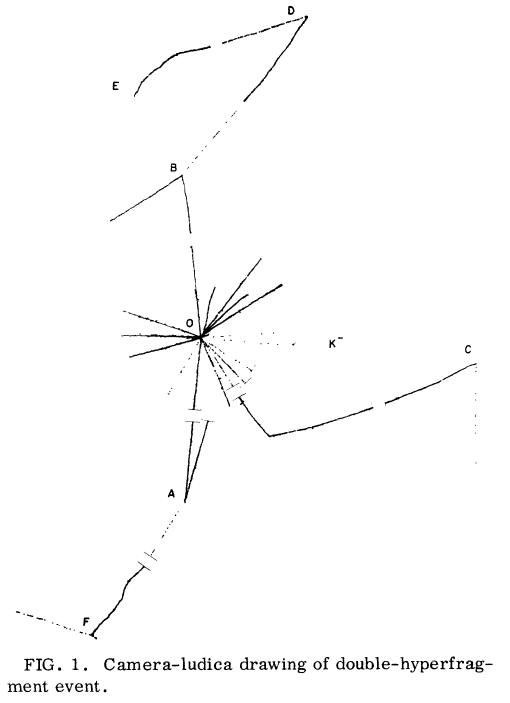 D
E
B
O
K⁻
C
A
F
FIG. 1. Camera-ludica drawing of double-hyperfrag-
ment event.